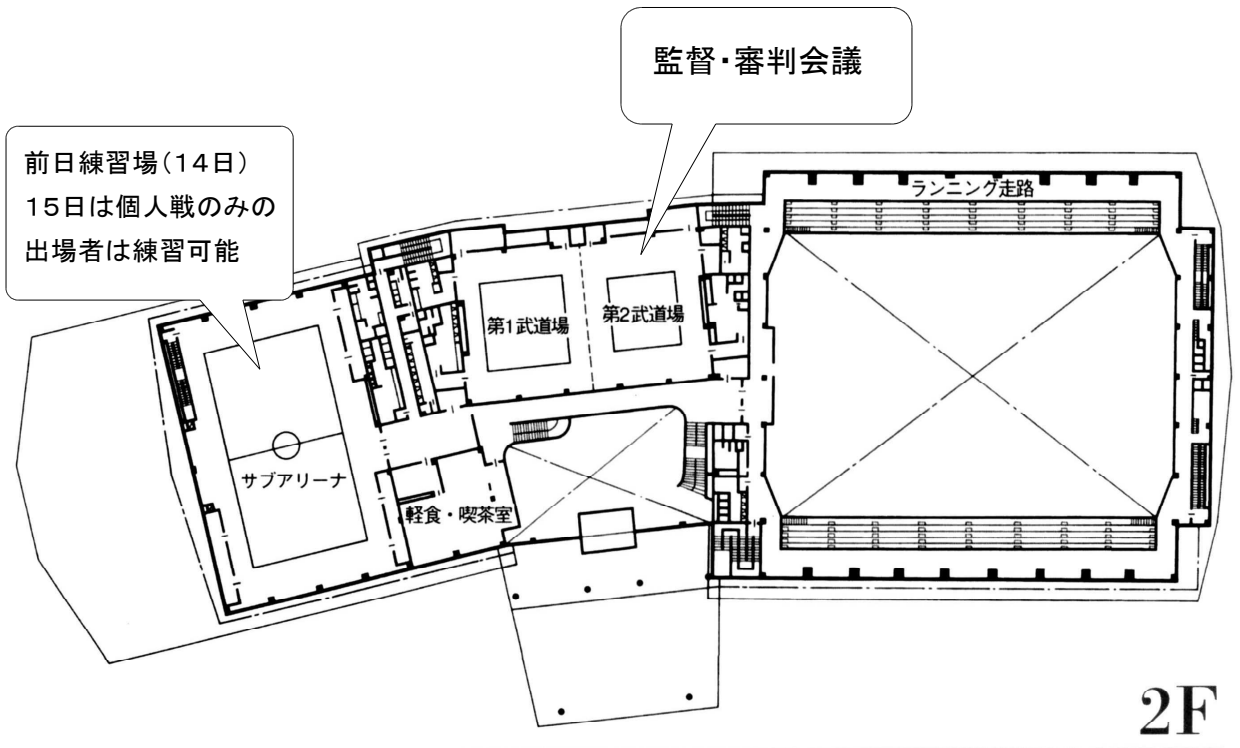 監督・審判会議
前日練習場(14日)
15日は個人戦のみの
出場者は練習可能
ランニング走路
第1武道場
第2武道場
サブアリーナ
軽食・喫茶室
2F